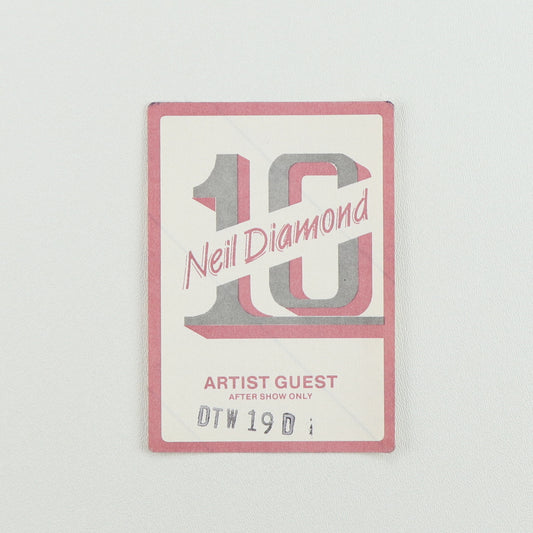 10
Neil Diamond
ARTIST GUEST
AFTER SHOW ONLY
DTW 19 D